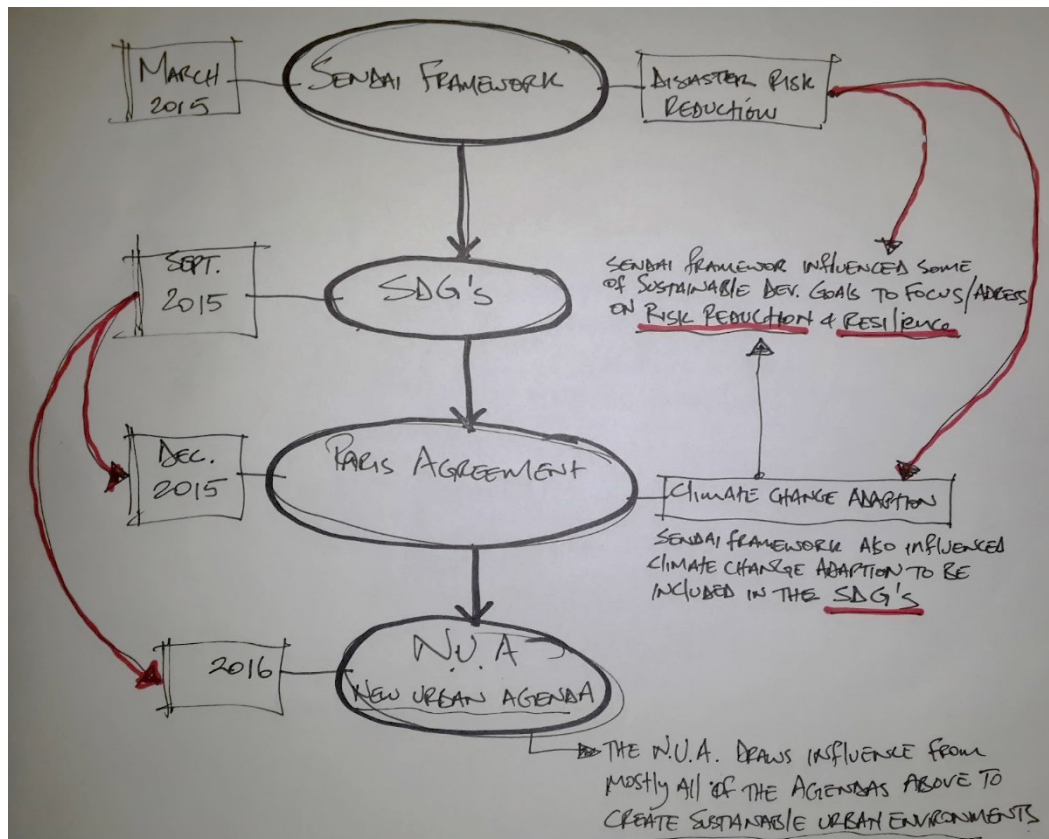 MARCH
2015
SENDAI FRAMEWORK
DISASTER RISK
REDUCTION
SEPT.
2015
SDG's
SENDAI FRAMEWOR INFLUENCED SOME
OF SUSTAINABLE DEV. GOALS TO FOCUS/ADRESS
ON RISK REDUCTION & RESILIENCE
DEC.
2015
PARIS AGREEMENT
CLIMATE CHANGE ADAPTION
SENDAI FRAMEWORK ALSO INFLUENCED
CLIMATE CHANGE ADAPTION TO BE
INCLUDED IN THE SDG's
2016
N.U.A
NEW URBAN AGENDA
THE N.U.A. DRAWS INFLUENCE FROM
MOSTLY ALL OF THE AGENDAS ABOVE TO
CREATE SUSTANABLE URBAN ENVIRONMENTS